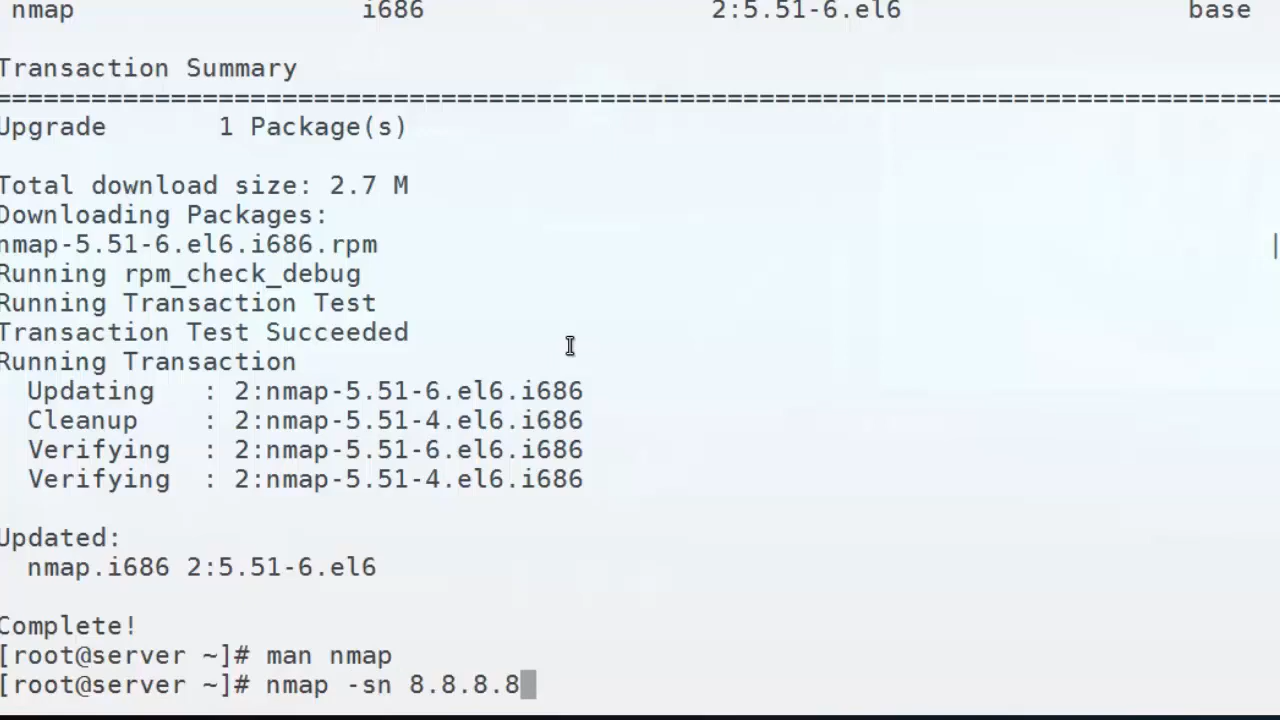 nmap i686 2:5.51-6.el6 base
Transaction Summary
================================================================================
Upgrade 1 Package(s)
Total download size: 2.7 M
Downloading Packages:
nmap-5.51-6.el6.i686.rpm |
Running rpm_check_debug
Running Transaction Test
Transaction Test Succeeded
Running Transaction
Updating : 2:nmap-5.51-6.el6.i686
Cleanup : 2:nmap-5.51-4.el6.i686
Verifying : 2:nmap-5.51-6.el6.i686
Verifying : 2:nmap-5.51-4.el6.i686
Updated:
nmap.i686 2:5.51-6.el6
Complete!
[root@server ~]# man nmap
[root@server ~]# nmap -sn 8.8.8.8